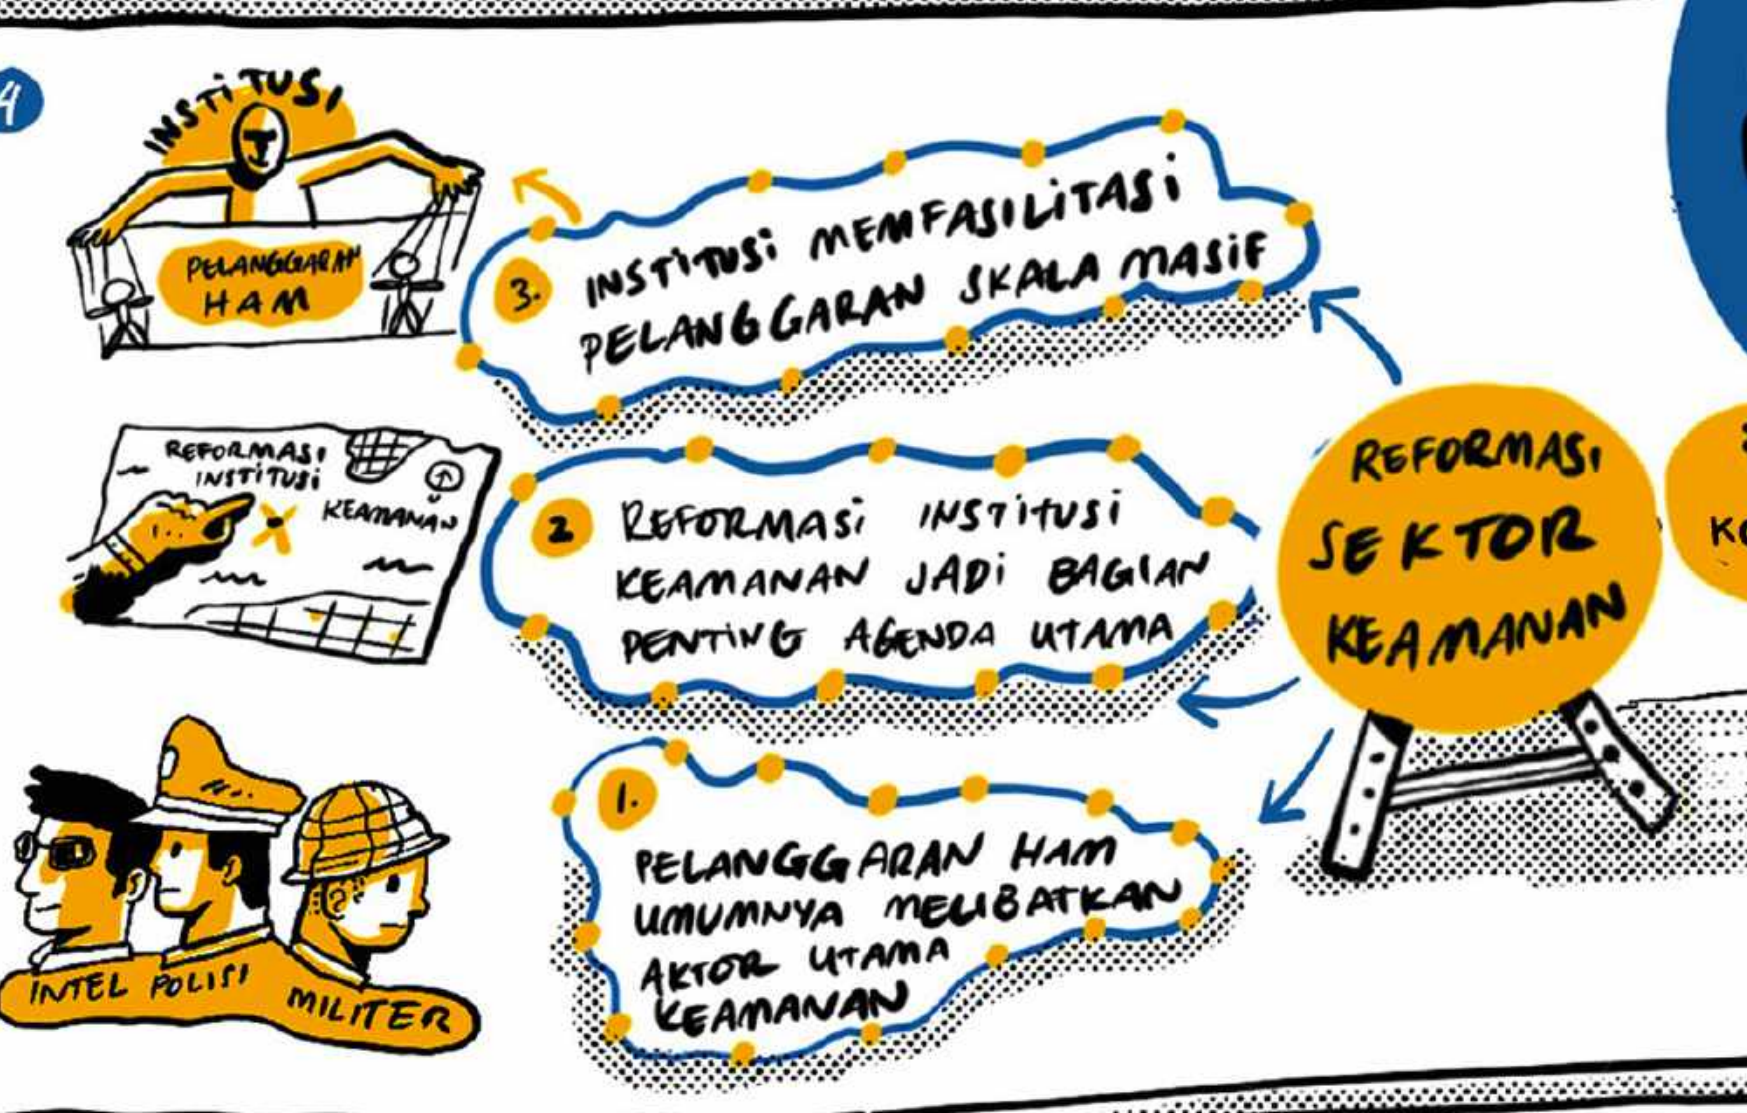 4
INSTITUSI
PELANGGARAN
HAM
3. INSTITUSI MEMFASILITASI
PELANGGARAN SKALA MASIF
REFORMASI
INSTITUSI
KEAMANAN
2 REFORMASI INSTITUSI
KEAMANAN JADI BAGIAN
PENTING AGENDA UTAMA
REFORMASI
SEKTOR
KEAMANAN
1.
PELANGGARAN HAM
UMUMNYA MELIBATKAN
AKTOR UTAMA
KEAMANAN
INTEL POLISI MILITER